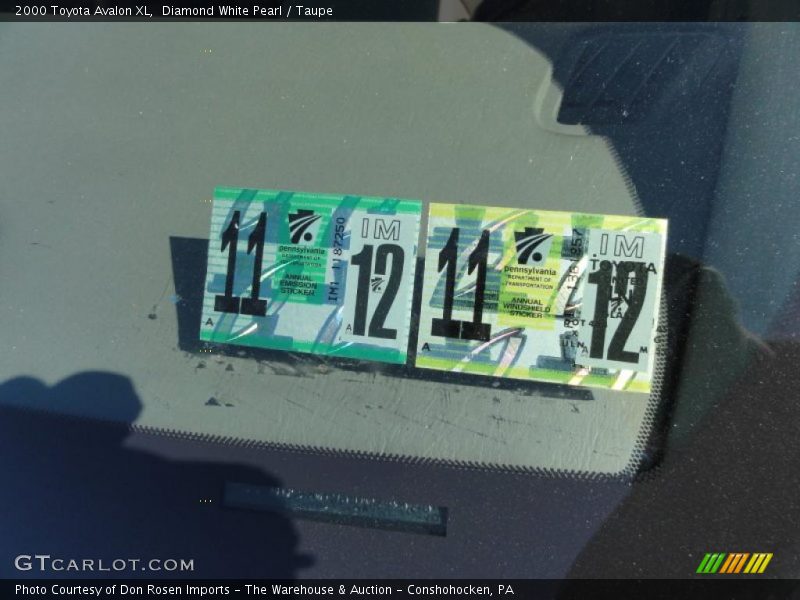 2000 Toyota Avalon XL, Diamond White Pearl / Taupe
11
pennsylvania
DEPARTMENT OF TRANSPORTATION
ANNUAL
EMISSION
STICKER
IM1 1187250
IM
12
A
A
11
pennsylvania
DEPARTMENT OF
TRANSPORTATION
ANNUAL
WINDSHIELD
STICKER
IM
TOYOTA
12
A
A
M
GTCARLOT.COM
Photo Courtesy of Don Rosen Imports - The Warehouse & Auction - Conshohocken, PA